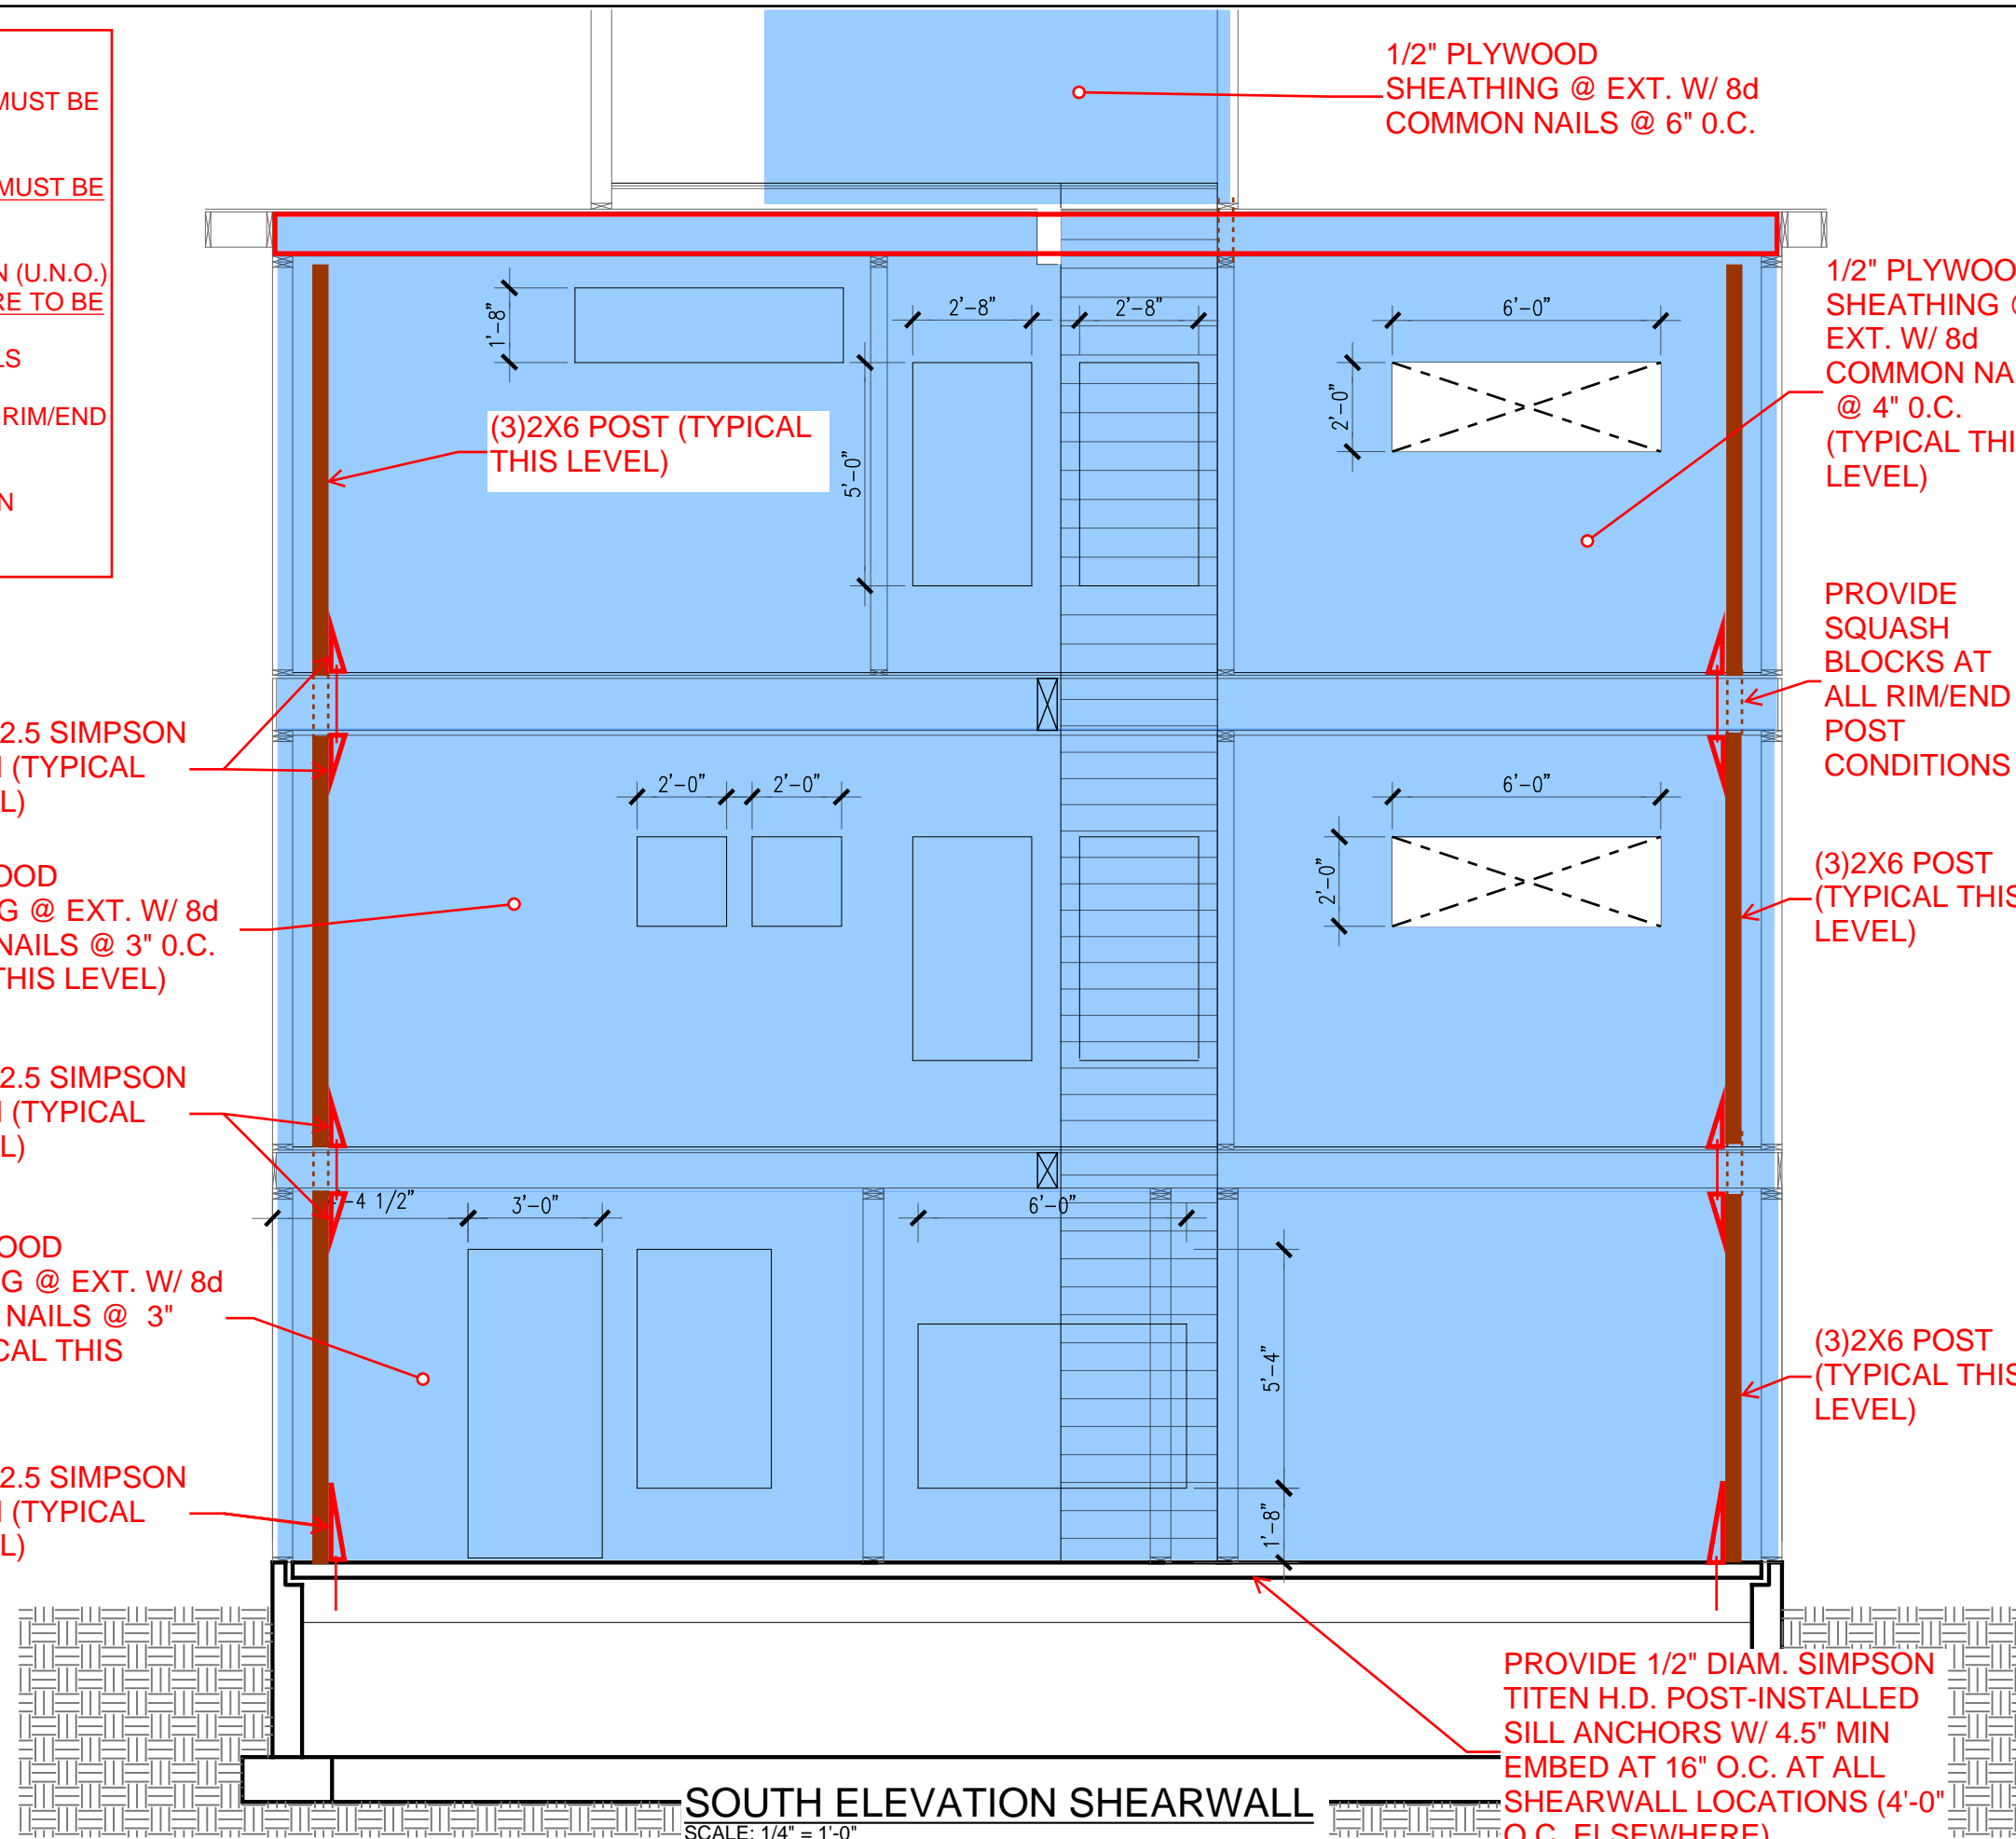 MUST BE
MUST BE
(U.N.O.)
RE TO BE
RIM/END
1/2" PLYWOOD
SHEATHING @ EXT. W/ 8d
COMMON NAILS @ 6" 0.C.
1/2" PLYWOO
SHEATHING @
EXT. W/ 8d
COMMON NA
@ 4" 0.C.
(TYPICAL THI
LEVEL)
1'-8"
2'-8"
2'-8"
6'-0"
2'-0"
5'-0"
(3)2X6 POST (TYPICAL
THIS LEVEL)
PROVIDE
SQUASH
BLOCKS AT
ALL RIM/END
POST
CONDITIONS
2.5 SIMPSON
(TYPICAL
L)
2'-0"
2'-0"
6'-0"
2'-0"
OOD
G @ EXT. W/ 8d
NAILS @ 3" 0.C.
THIS LEVEL)
(3)2X6 POST
(TYPICAL THIS
LEVEL)
2.5 SIMPSON
(TYPICAL
L)
-4 1/2"
3'-0"
6'-0"
OOD
G @ EXT. W/ 8d
NAILS @ 3"
CAL THIS
5'-4"
1'-8"
(3)2X6 POST
(TYPICAL THIS
LEVEL)
2.5 SIMPSON
(TYPICAL
L)
PROVIDE 1/2" DIAM. SIMPSON
TITEN H.D. POST-INSTALLED
SILL ANCHORS W/ 4.5" MIN
EMBED AT 16" O.C. AT ALL
SHEARWALL LOCATIONS (4'-0"
O.C. ELSEWHERE)
SOUTH ELEVATION SHEARWALL
SCALE: 1/4" = 1'-0"